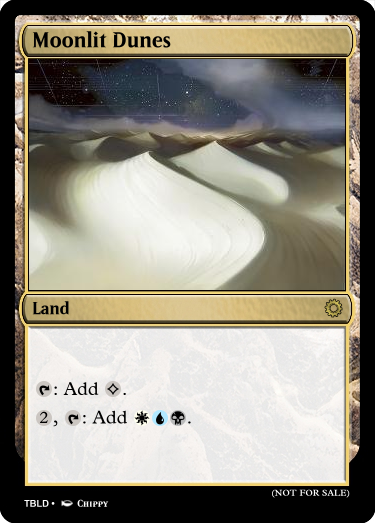 Moonlit Dunes
Land
: Add .
2, : Add .
(NOT FOR SALE)
TBLD • CHIPPY